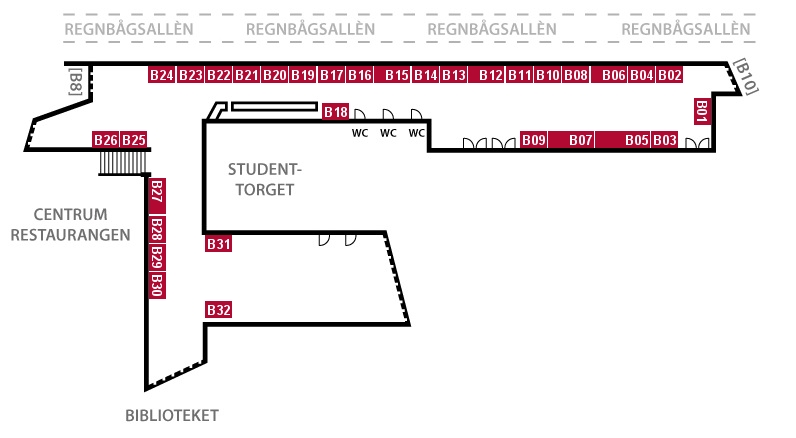 REGNBÅGSALLÈN REGNBÅGSALLÈN REGNBÅGSALLÈN REGNBÅGSALLÈN
[B8]
B24 B23 B22 B21 B20 B19 B17 B16 B15 B14 B13 B12 B11 B10 B08 B06 B04 B02
[B10]
B01
B18
WC WC WC
B26 B25
B09 B07 B05 B03
STUDENT-
TORGET
B27
CENTRUM
RESTAURANGEN
B28
B29
B30
B31
B32
BIBLIOTEKET